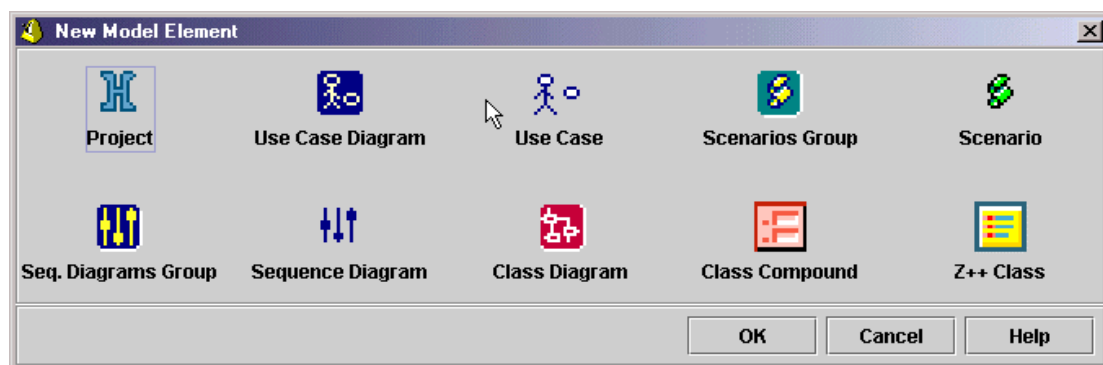 New Model Element
Project Use Case Diagram Use Case Scenarios Group Scenario
Seq. Diagrams Group Sequence Diagram Class Diagram Class Compound Z++ Class
OK Cancel Help